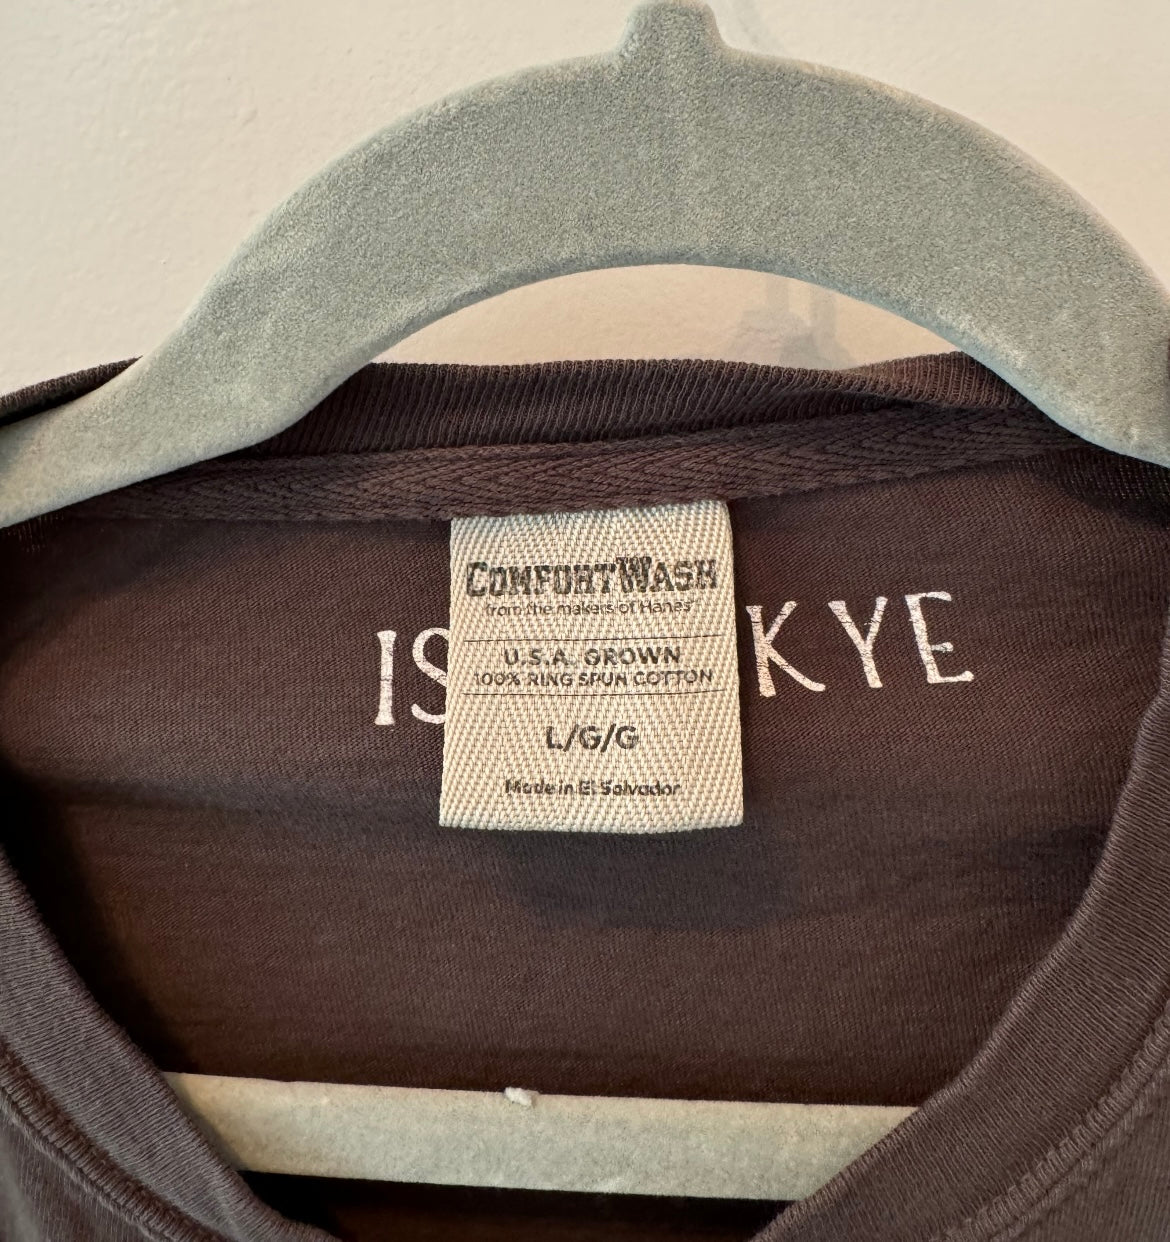 ComfortWash
from the makers of Hanes
U.S.A. GROWN
100% RING SPUN COTTON
L/G/G
Made in El Salvador
IS KYE